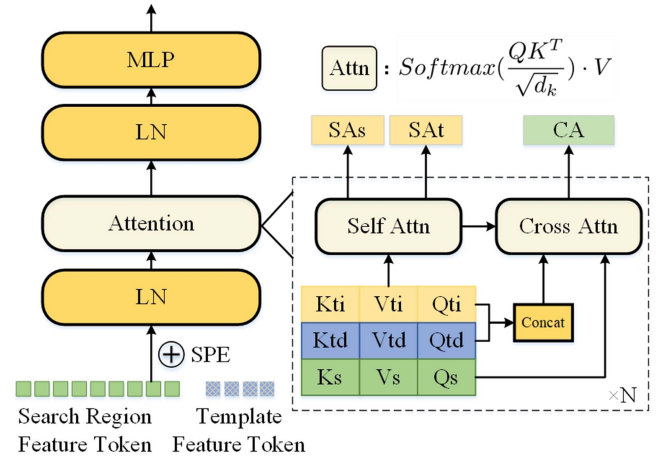 MLP
LN
Attention
LN
SPE
Search Region
Feature Token
Template
Feature Token
Attn : Softmax(QK^T/√d_k) · V
SAs SAt CA
Self Attn Cross Attn
Kti Vti Qti
Ktd Vtd Qtd
Ks Vs Qs
Concat
×N